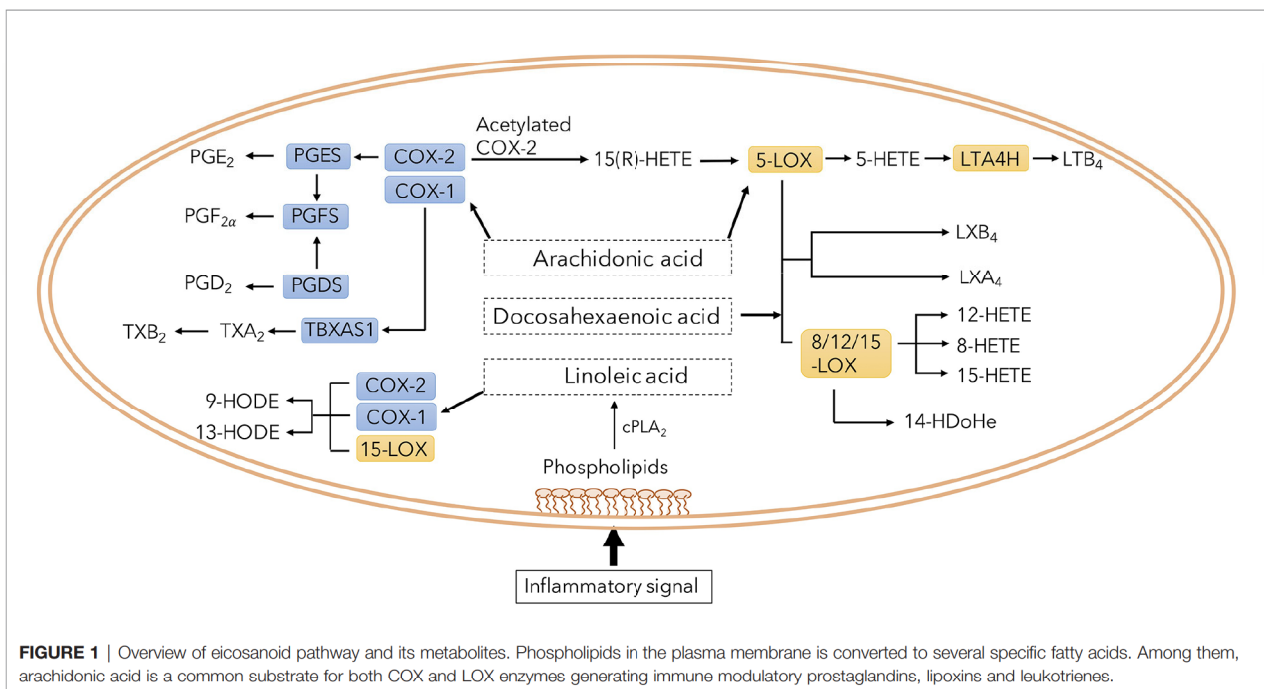 Acetylated
COX-2
PGE₂
PGES
COX-2
15(R)-HETE
5-LOX
5-HETE
LTA4H
LTB₄
COX-1
PGF₂α
PGFS
LXB₄
Arachidonic acid
LXA₄
PGD₂
PGDS
Docosahexaenoic acid
12-HETE
TXB₂
TXA₂
TBXAS1
8/12/15
-LOX
8-HETE
15-HETE
Linoleic acid
COX-2
9-HODE
COX-1
13-HODE
15-LOX
cPLA₂
14-HDoHe
Phospholipids
Inflammatory signal
FIGURE 1 | Overview of eicosanoid pathway and its metabolites. Phospholipids in the plasma membrane is converted to several specific fatty acids. Among them,
arachidonic acid is a common substrate for both COX and LOX enzymes generating immune modulatory prostaglandins, lipoxins and leukotrienes.